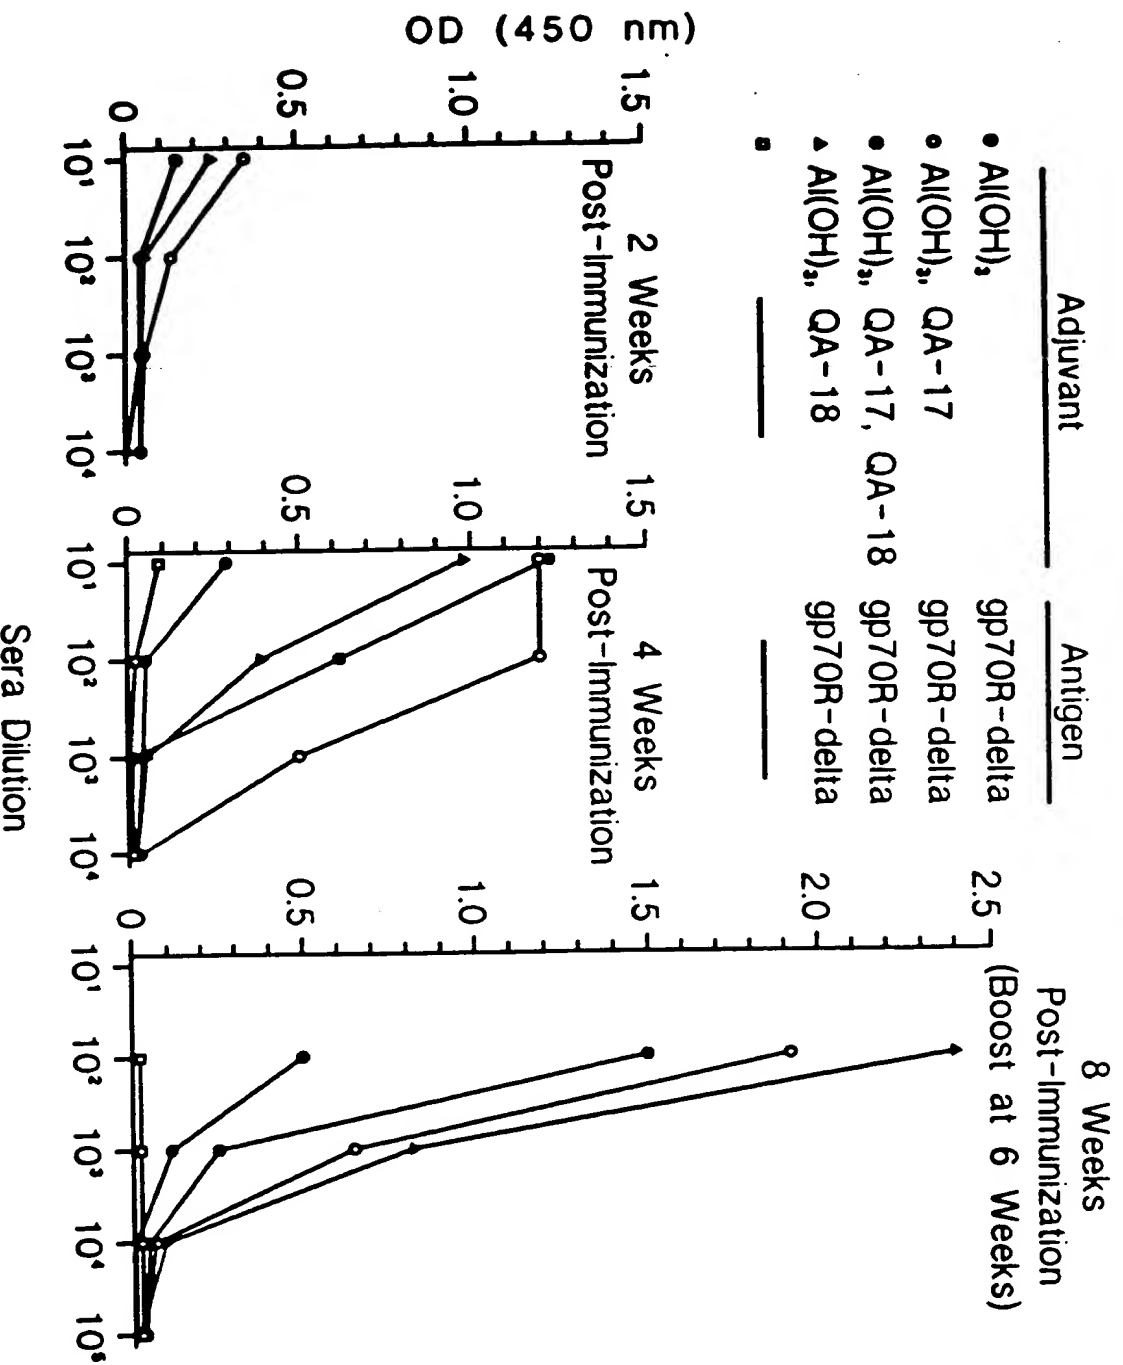 Adjuvant Antigen
● Al(OH)₃ gp70R-delta
○ Al(OH)₃, QA-17 gp70R-delta
● Al(OH)₃, QA-17, QA-18 gp70R-delta
▲ Al(OH)₃, QA-18 gp70R-delta
□ — —
OD (450 nm)
2 Weeks
Post-Immunization
1.5
1.0
0.5
0
10¹ 10² 10³ 10⁴
4 Weeks
Post-Immunization
1.5
1.0
0.5
0
10¹ 10² 10³ 10⁴
8 Weeks
Post-Immunization
(Boost at 6 Weeks)
2.5
2.0
1.5
1.0
0.5
0
10¹ 10² 10³ 10⁴ 10⁵
Sera Dilution